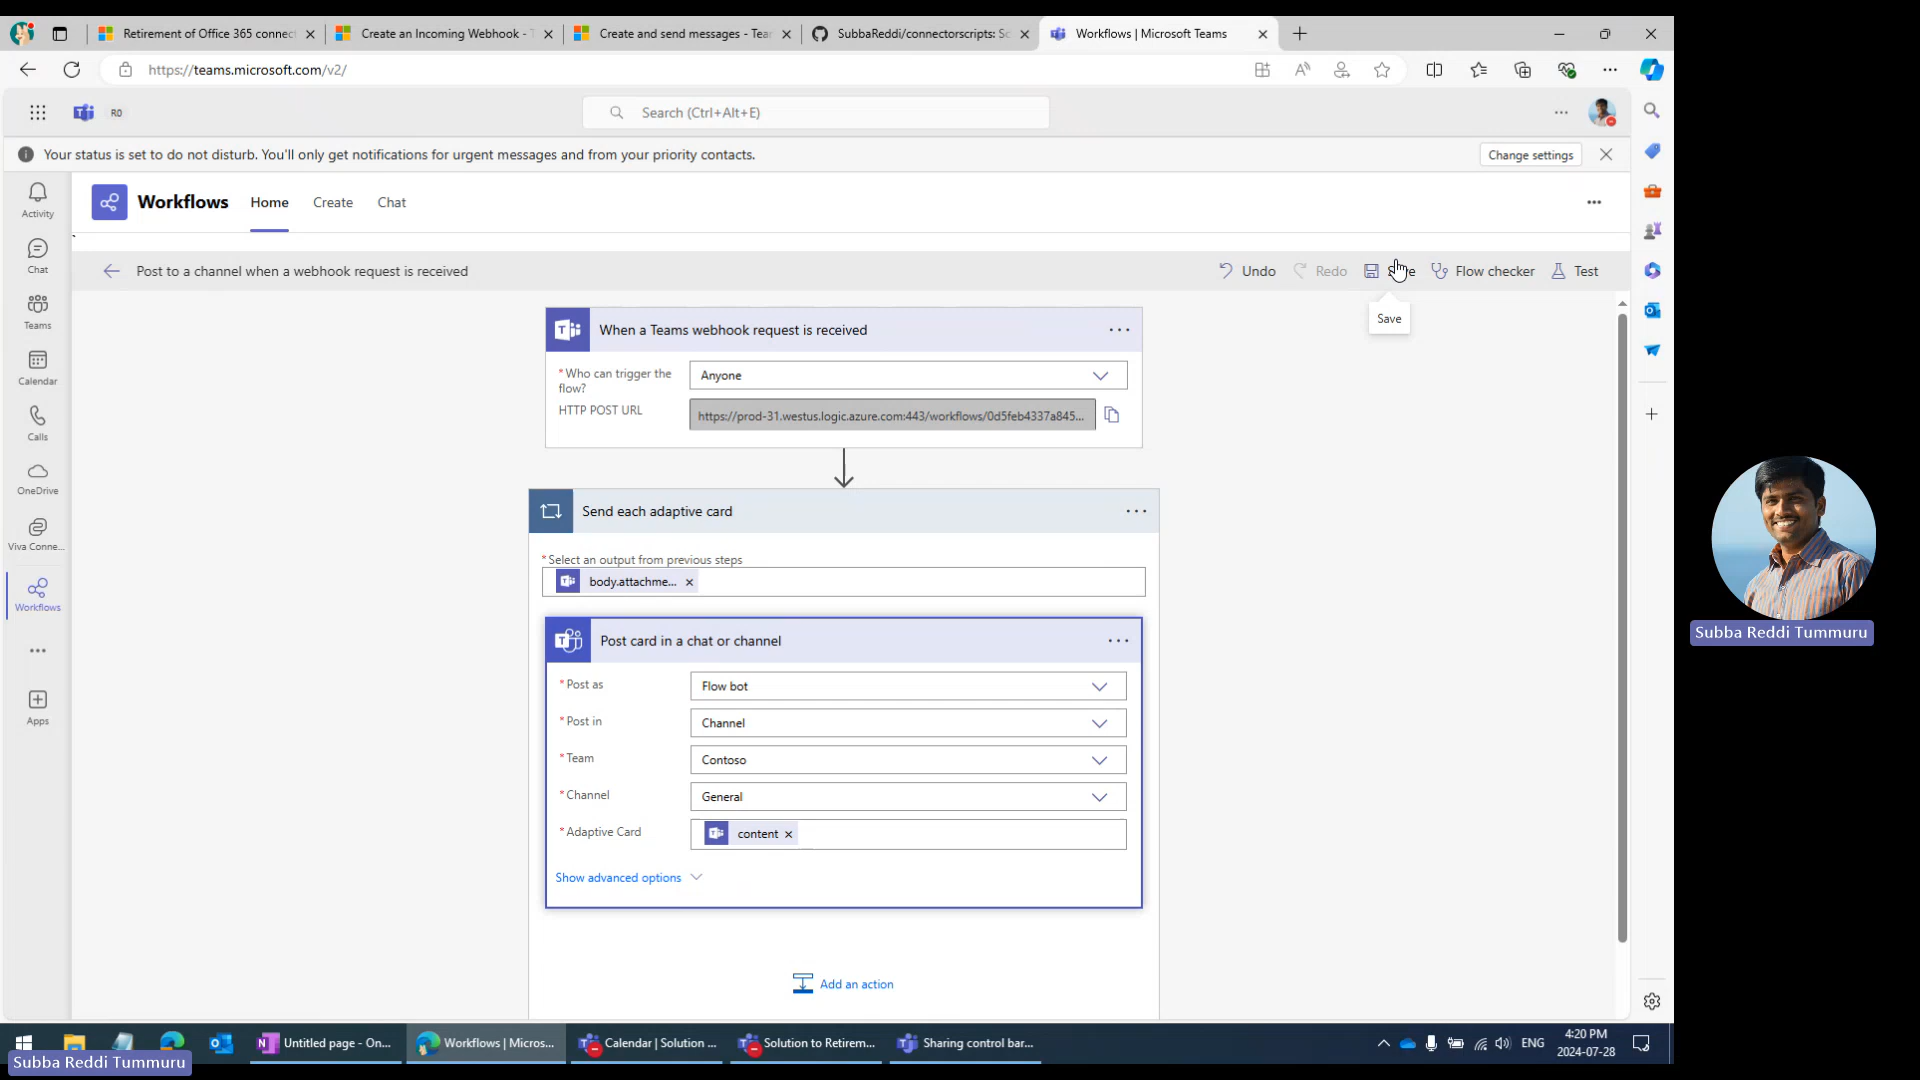 Retirement of Office 365 connect
Create an Incoming Webhook - T
Create and send messages - Tea
SubbaReddi/connectorscripts: Sc
Workflows | Microsoft Teams
https://teams.microsoft.com/v2/
R0
Search (Ctrl+Alt+E)
Your status is set to do not disturb. You'll only get notifications for urgent messages and from your priority contacts.
Change settings
Activity
Chat
Teams
Calendar
Calls
OneDrive
Viva Conne...
Workflows
Apps
Workflows
Home
Create
Chat
Post to a channel when a webhook request is received
Undo
Redo
Flow checker
Test
Save
When a Teams webhook request is received
*Who can trigger the flow?
Anyone
HTTP POST URL
https://prod-31.westus.logic.azure.com:443/workflows/0d5feb4337a845...
Send each adaptive card
*Select an output from previous steps
body.attachme...
Post card in a chat or channel
*Post as
Flow bot
*Post in
Channel
*Team
Contoso
*Channel
General
*Adaptive Card
content
Show advanced options
Add an action
Subba Reddi Tummuru
Untitled page - On...
Workflows | Micros...
Calendar | Solution ...
Solution to Retirem...
Sharing control bar...
ENG
4:20 PM
2024-07-28
Subba Reddi Tummuru